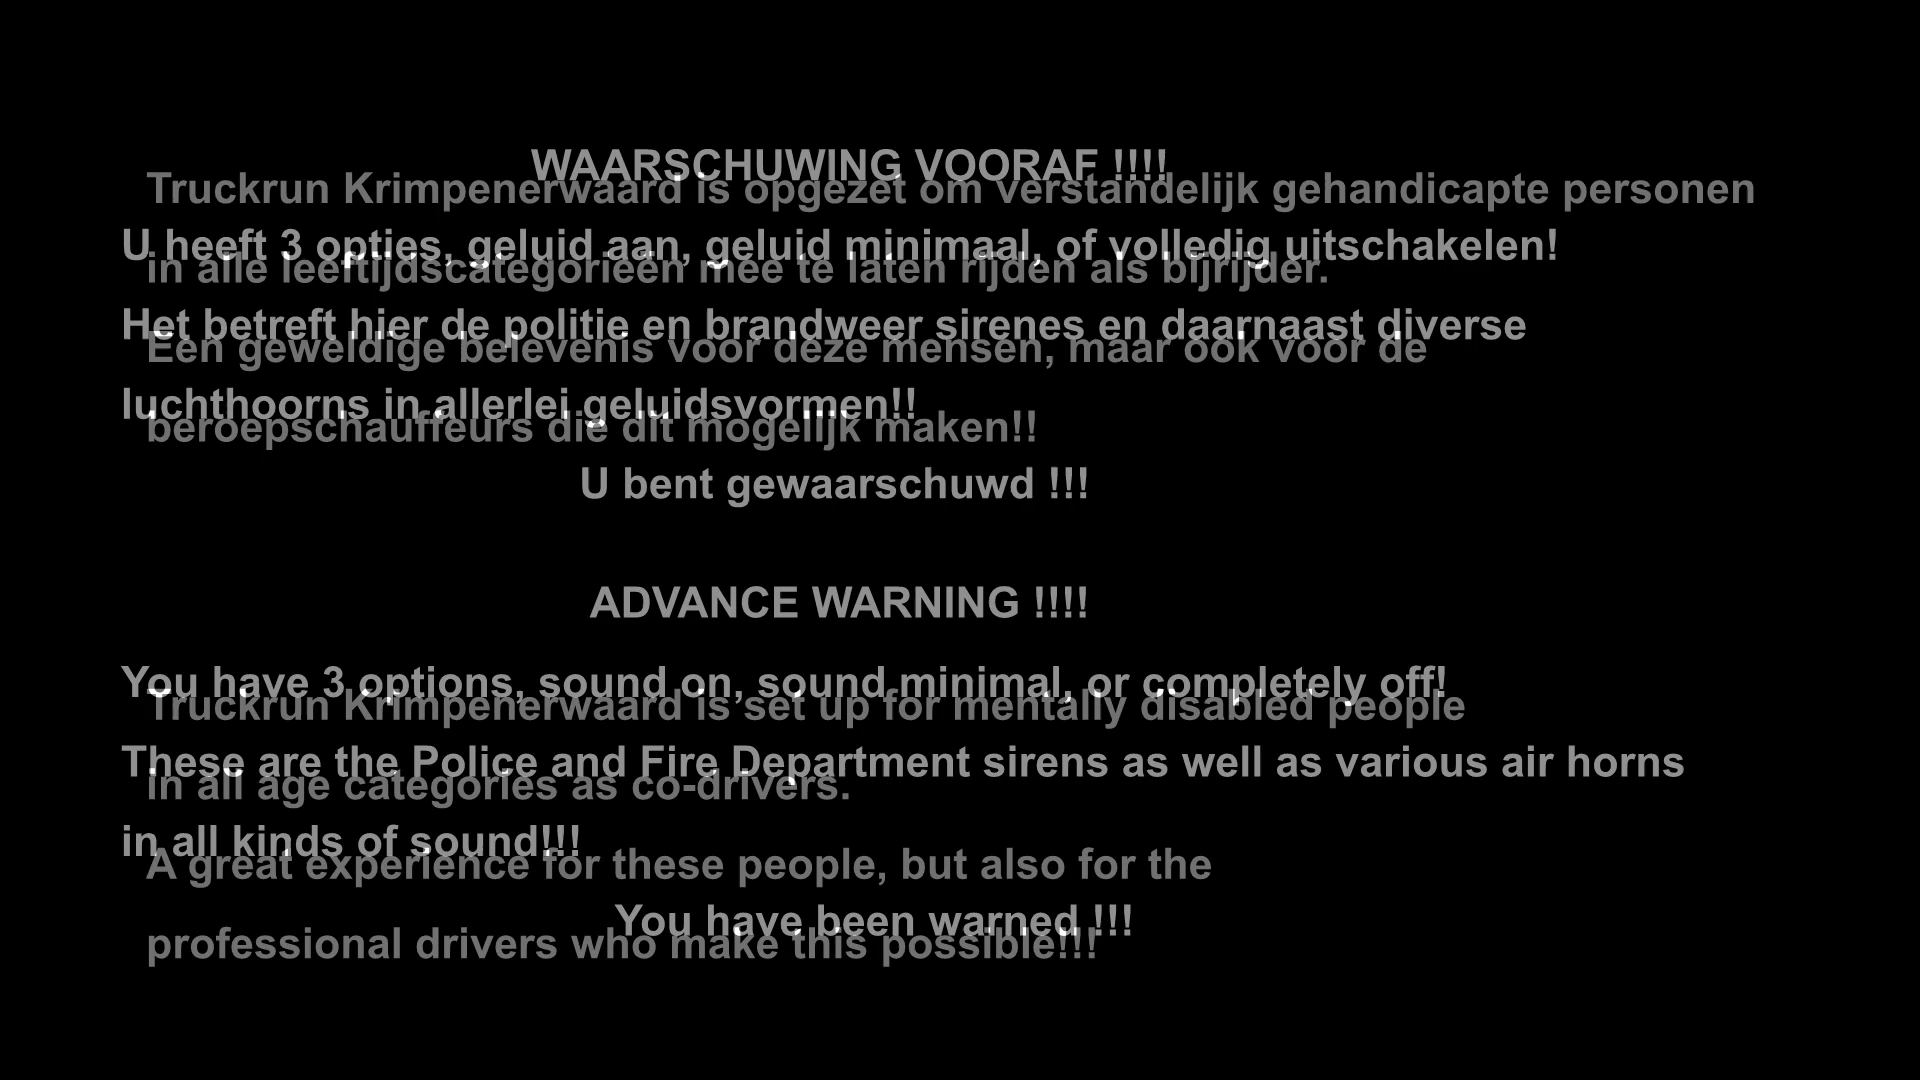 WAARSCHUWING VOORAF !!!!
Truckrun Krimpenerwaard is opgezet om verstandelijk gehandicapte personen
U heeft 3 opties, geluid aan, geluid minimaal, of volledig uitschakelen!
in alle leeftijdscategorieën mee te laten rijden als bijrijder.
Het betreft hier de politie en brandweer sirenes en daarnaast diverse
Een geweldige belevenis voor deze mensen, maar ook voor de
luchthoorns in allerlei geluidsvormen!!
beroepschauffeurs die dit mogelijk maken!!
U bent gewaarschuwd !!!
ADVANCE WARNING !!!!
You have 3 options, sound on, sound minimal, or completely off!
Truckrun Krimpenerwaard is set up for mentally disabled people
These are the Police and Fire Department sirens as well as various air horns
in all age categories as co-drivers.
in all kinds of sound!!!
A great experience for these people, but also for the
You have been warned !!!
professional drivers who make this possible!!!